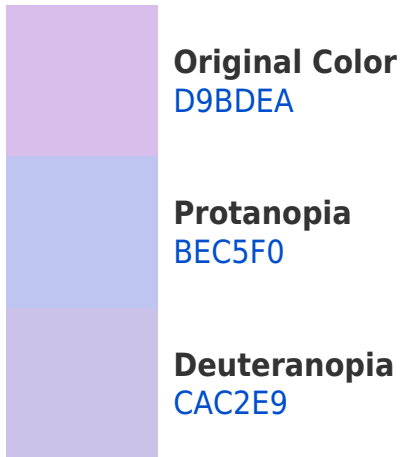 Original Color
D9BDEA
Protanopia
BEC5F0
Deuteranopia
CAC2E9